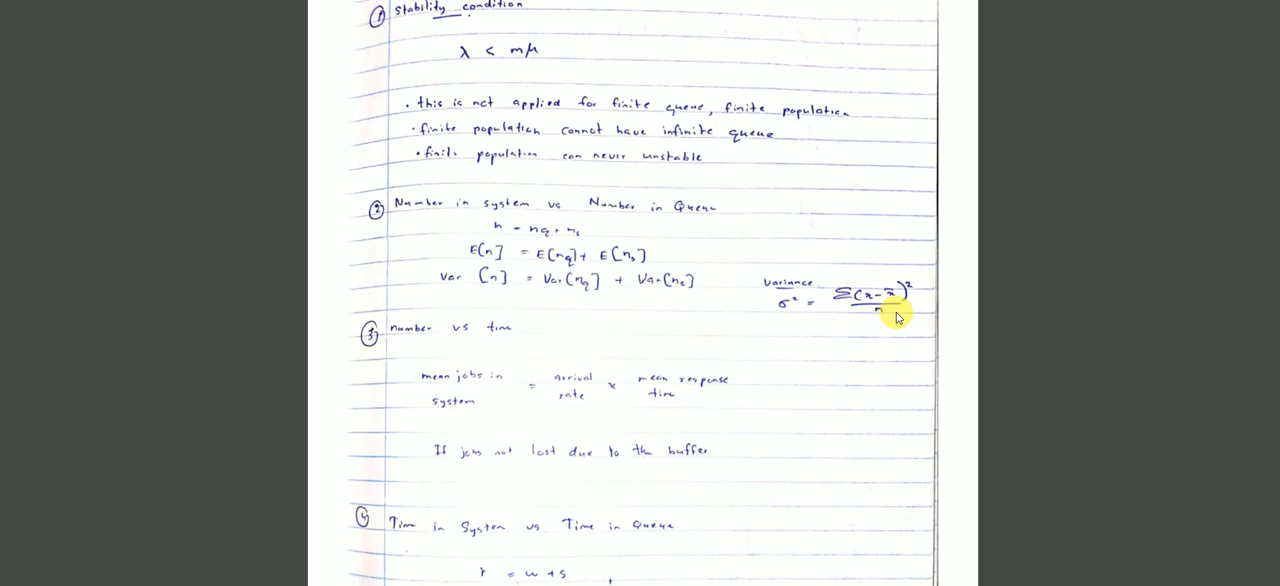 ① Stability condition
λ < mμ
• this is not applied for finite queue, finite population
• finite population cannot have infinite queue
• finit. population can never unstable
② Number in system vs Number in Queue
n = nq + ns
E[n] = E[nq] + E[ns]
Var [n] = Var[nq] + Var[ns]
Variance
σ² = Σ(x-x̄)²/n
③ number vs time
mean jobs in system = arrival rate × mean response time
If jobs not lost due to the buffer
④ Time in System vs Time in Queue
r = w + s